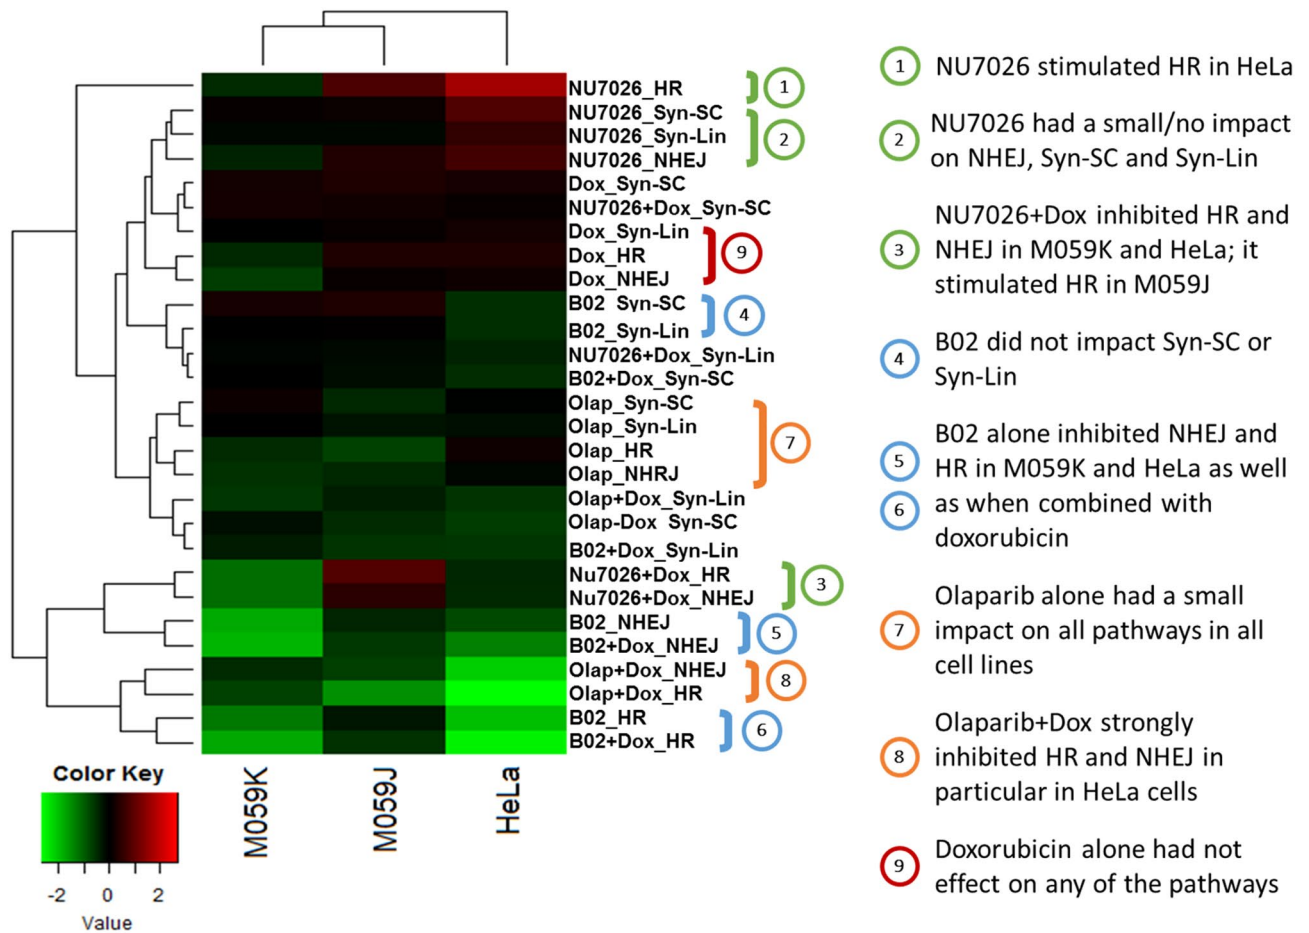 NU7026_HR
NU7026_Syn-SC
NU7026_Syn-Lin
NU7026_NHEJ
Dox_Syn-SC
NU7026+Dox_Syn-SC
Dox_Syn-Lin
Dox_HR
Dox_NHEJ
B02_Syn-SC
B02_Syn-Lin
NU7026+Dox_Syn-Lin
B02+Dox_Syn-SC
Olap_Syn-SC
Olap_Syn-Lin
Olap_HR
Olap_NHRJ
Olap+Dox_Syn-Lin
Olap-Dox_Syn-SC
B02+Dox_Syn-Lin
Nu7026+Dox_HR
Nu7026+Dox_NHEJ
B02_NHEJ
B02+Dox_NHEJ
Olap+Dox_NHEJ
Olap+Dox_HR
B02_HR
B02+Dox_HR
1
2
9
4
7
3
5
8
6
M059K
M059J
HeLa
Color Key
-2 0 2
Value
1 NU7026 stimulated HR in HeLa
2 NU7026 had a small/no impact
on NHEJ, Syn-SC and Syn-Lin
NU7026+Dox inhibited HR and
3 NHEJ in M059K and HeLa; it
stimulated HR in M059J
4 B02 did not impact Syn-SC or
Syn-Lin
B02 alone inhibited NHEJ and
5 HR in M059K and HeLa as well
6 as when combined with
doxorubicin
Olaparib alone had a small
7 impact on all pathways in all
cell lines
Olaparib+Dox strongly
8 inhibited HR and NHEJ in
particular in HeLa cells
9 Doxorubicin alone had not
effect on any of the pathways